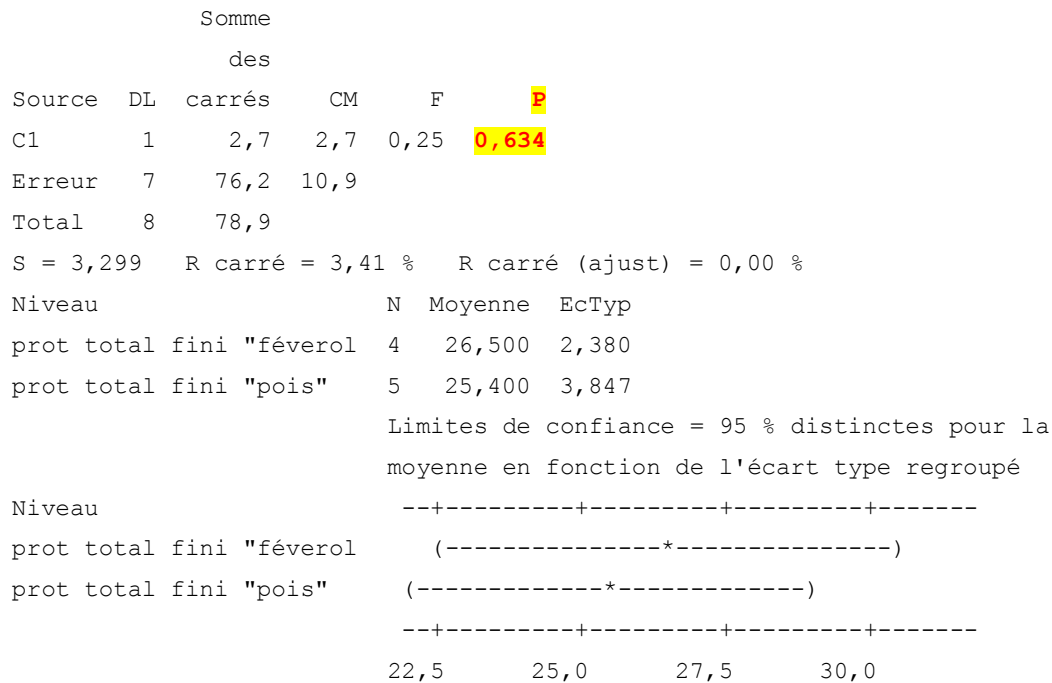 Somme
des
Source DL carrés CM F P
C1 1 2,7 2,7 0,25 0,634
Erreur 7 76,2 10,9
Total 8 78,9
S = 3,299 R carré = 3,41 % R carré (ajust) = 0,00 %
Niveau N Moyenne EcTyp
prot total fini "féverol 4 26,500 2,380
prot total fini "pois" 5 25,400 3,847
Limites de confiance = 95 % distinctes pour la
moyenne en fonction de l'écart type regroupé
Niveau --+---------+---------+---------+-------
prot total fini "féverol (---------------*---------------)
prot total fini "pois" (-------------*-------------)
--+---------+---------+---------+-------
22,5 25,0 27,5 30,0